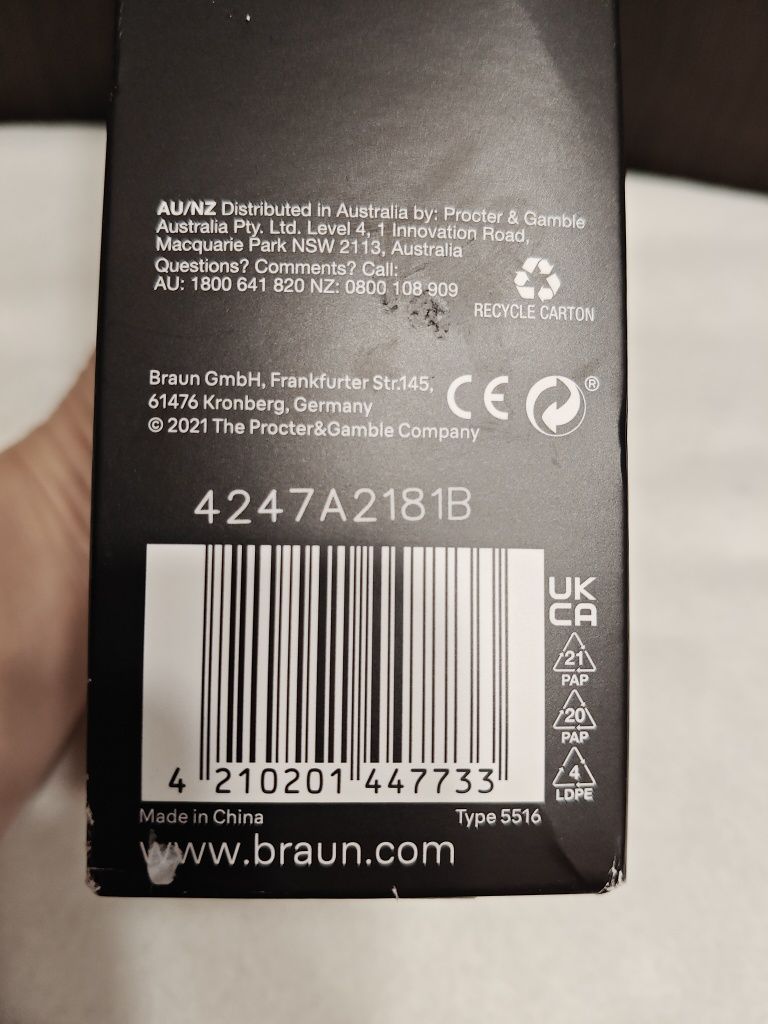 AU/NZ Distributed in Australia by: Procter & Gamble
Australia Pty. Ltd. Level 4, 1 Innovation Road,
Macquarie Park NSW 2113, Australia
Questions? Comments? Call:
AU: 1800 641 820 NZ: 0800 108 909
RECYCLE CARTON
Braun GmbH, Frankfurter Str.145,
61476 Kronberg, Germany
© 2021 The Procter&Gamble Company
CE
®
4247A2181B
UK
CA
21
PAP
20
PAP
4
LDPE
4 210201 447733
Made in China
Type 5516
www.braun.com